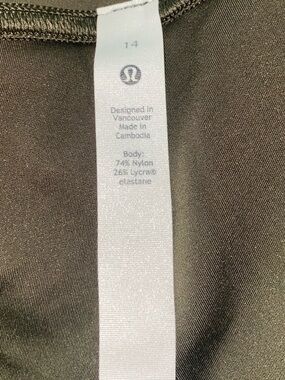 14
Designed in
Vancouver
Made in
Cambodia
Body:
74% Nylon
26% Lycra®
elastane